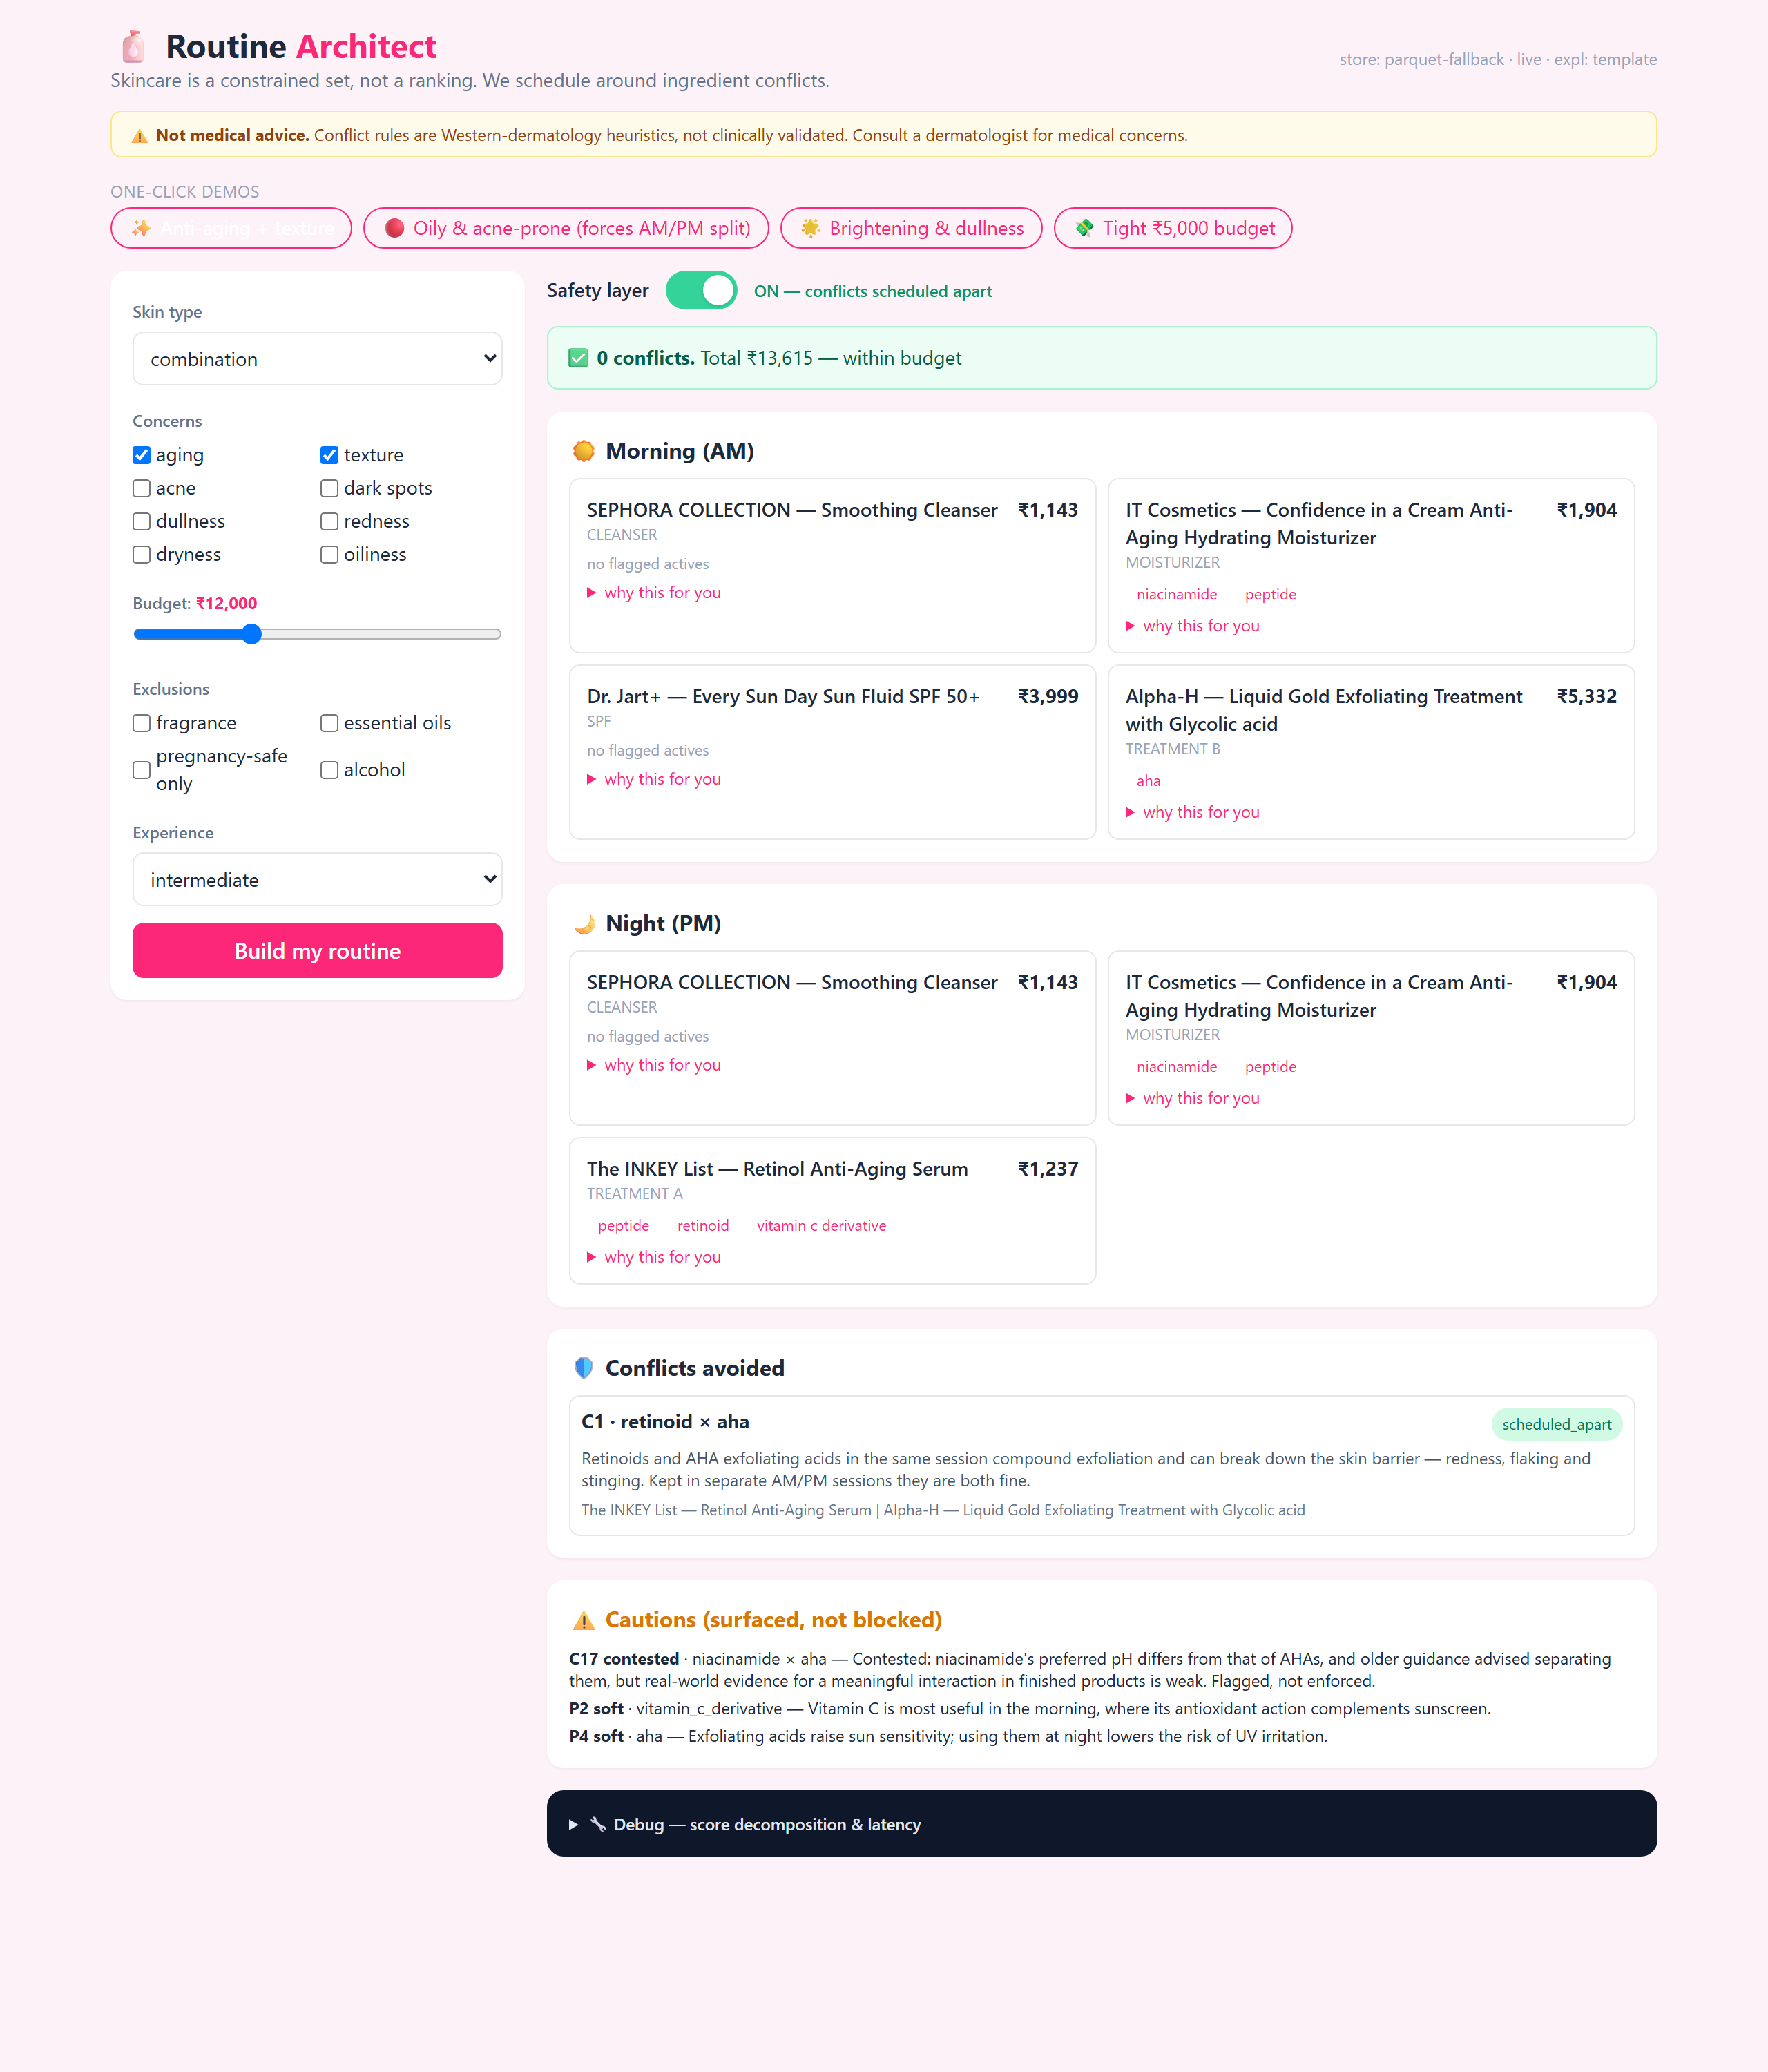 Routine Architect
Skincare is a constrained set, not a ranking. We schedule around ingredient conflicts.
store: parquet-fallback · live · expl: template
Not medical advice. Conflict rules are Western-dermatology heuristics, not clinically validated. Consult a dermatologist for medical concerns.
ONE-CLICK DEMOS
Anti-aging + texture
Oily & acne-prone (forces AM/PM split)
Brightening & dullness
Tight ₹5,000 budget
Skin type
combination
Concerns
aging
texture
acne
dark spots
dullness
redness
dryness
oiliness
Budget: ₹12,000
Exclusions
fragrance
essential oils
pregnancy-safe
only
alcohol
Experience
intermediate
Build my routine
Safety layer
ON — conflicts scheduled apart
0 conflicts. Total ₹13,615 — within budget
Morning (AM)
SEPHORA COLLECTION — Smoothing Cleanser ₹1,143
CLEANSER
no flagged actives
why this for you
IT Cosmetics — Confidence in a Cream Anti- ₹1,904
Aging Hydrating Moisturizer
MOISTURIZER
niacinamide peptide
why this for you
Dr. Jart+ — Every Sun Day Sun Fluid SPF 50+ ₹3,999
SPF
no flagged actives
why this for you
Alpha-H — Liquid Gold Exfoliating Treatment ₹5,332
with Glycolic acid
TREATMENT B
aha
why this for you
Night (PM)
SEPHORA COLLECTION — Smoothing Cleanser ₹1,143
CLEANSER
no flagged actives
why this for you
IT Cosmetics — Confidence in a Cream Anti- ₹1,904
Aging Hydrating Moisturizer
MOISTURIZER
niacinamide peptide
why this for you
The INKEY List — Retinol Anti-Aging Serum ₹1,237
TREATMENT A
peptide retinoid vitamin c derivative
why this for you
Conflicts avoided
C1 · retinoid × aha
scheduled_apart
Retinoids and AHA exfoliating acids in the same session compound exfoliation and can break down the skin barrier — redness, flaking and
stinging. Kept in separate AM/PM sessions they are both fine.
The INKEY List — Retinol Anti-Aging Serum | Alpha-H — Liquid Gold Exfoliating Treatment with Glycolic acid
Cautions (surfaced, not blocked)
C17 contested · niacinamide × aha — Contested: niacinamide's preferred pH differs from that of AHAs, and older guidance advised separating
them, but real-world evidence for a meaningful interaction in finished products is weak. Flagged, not enforced.
P2 soft · vitamin_c_derivative — Vitamin C is most useful in the morning, where its antioxidant action complements sunscreen.
P4 soft · aha — Exfoliating acids raise sun sensitivity; using them at night lowers the risk of UV irritation.
Debug — score decomposition & latency